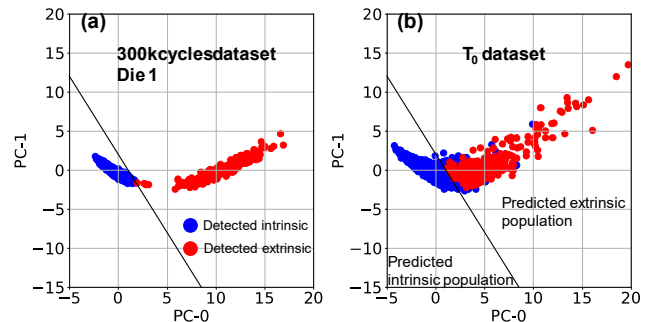 (a)
300kcyclesdataset
Die 1
15
10
5
0
−5
−10
−15
−5
0
5
10
15
20
PC-1
PC-0
Detected intrinsic
Detected extrinsic
(b)
T0 dataset
15
10
5
0
−5
−10
−15
−5
0
5
10
15
20
PC-1
PC-0
Predicted extrinsic
population
Predicted
intrinsic population